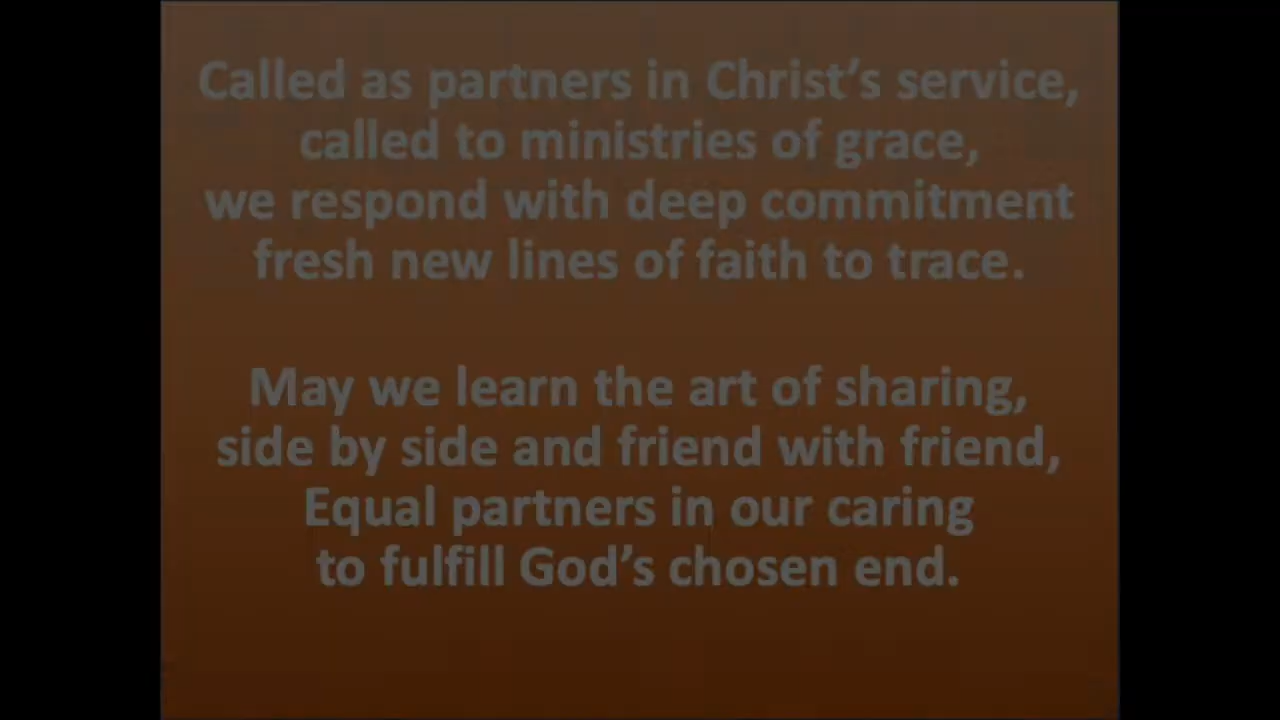 Called as partners in Christ’s service,
called to ministries of grace,
we respond with deep commitment
fresh new lines of faith to trace.
May we learn the art of sharing,
side by side and friend with friend,
Equal partners in our caring
to fulfill God’s chosen end.